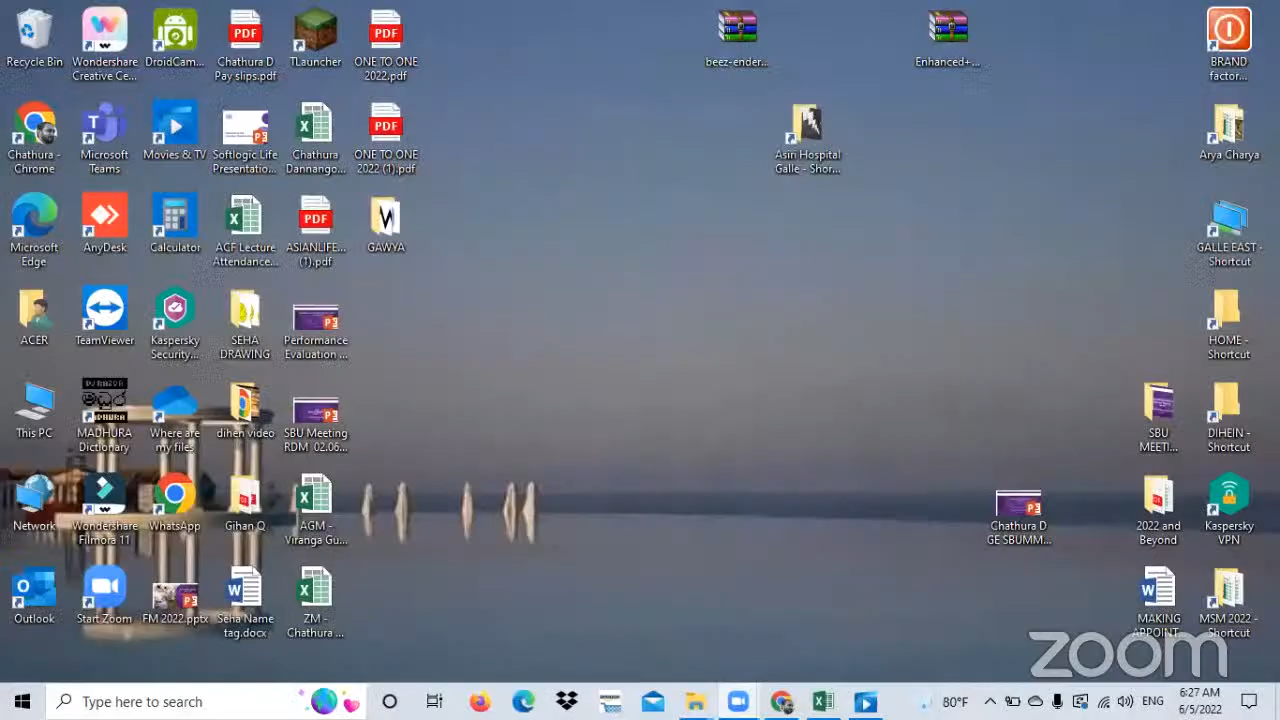 Recycle Bin
Wondershare
Creative Ce...
DroidCam...
PDF
Chathura D
Pay slips.pdf
TLauncher
PDF
ONE TO ONE
2022.pdf
beez-ender...
Enhanced+...
BRAND
factor...
Chathura -
Chrome
Microsoft
Teams
Movies & TV
Softlogic Life
Presentatio...
Chathura
Dannango...
PDF
ONE TO ONE
2022 (1).pdf
Asiri Hospital
Galle - Shor...
Arya Charya
Microsoft
Edge
AnyDesk
Calculator
ACF Lecture
Attendance...
PDF
ASIANLIFE...
(1).pdf
GAWYA
GALLE EAST -
Shortcut
ACER
TeamViewer
Kaspersky
Security...
SEHA
DRAWING
Performance
Evaluation ...
HOME -
Shortcut
This PC
MADHURA
MADHURA
Dictionary
Where are
my files
dihen video
SBU Meeting
RDM 02.06...
SBU
MEETI...
DIHEIN -
Shortcut
Network
Wondershare
Filmora 11
WhatsApp
Gihan Q
AGM -
Viranga Gu...
Chathura D
GE SBUMM...
2022 and
Beyond
Kaspersky
VPN
Outlook
Start Zoom
FM 2022.pptx
Seha Name
tag.docx
ZM -
Chathura ...
MAKING
APPOINT...
MSM 2022 -
Shortcut
zoom
Type here to search
80°F
ENG
6:27 AM
6/5/2022